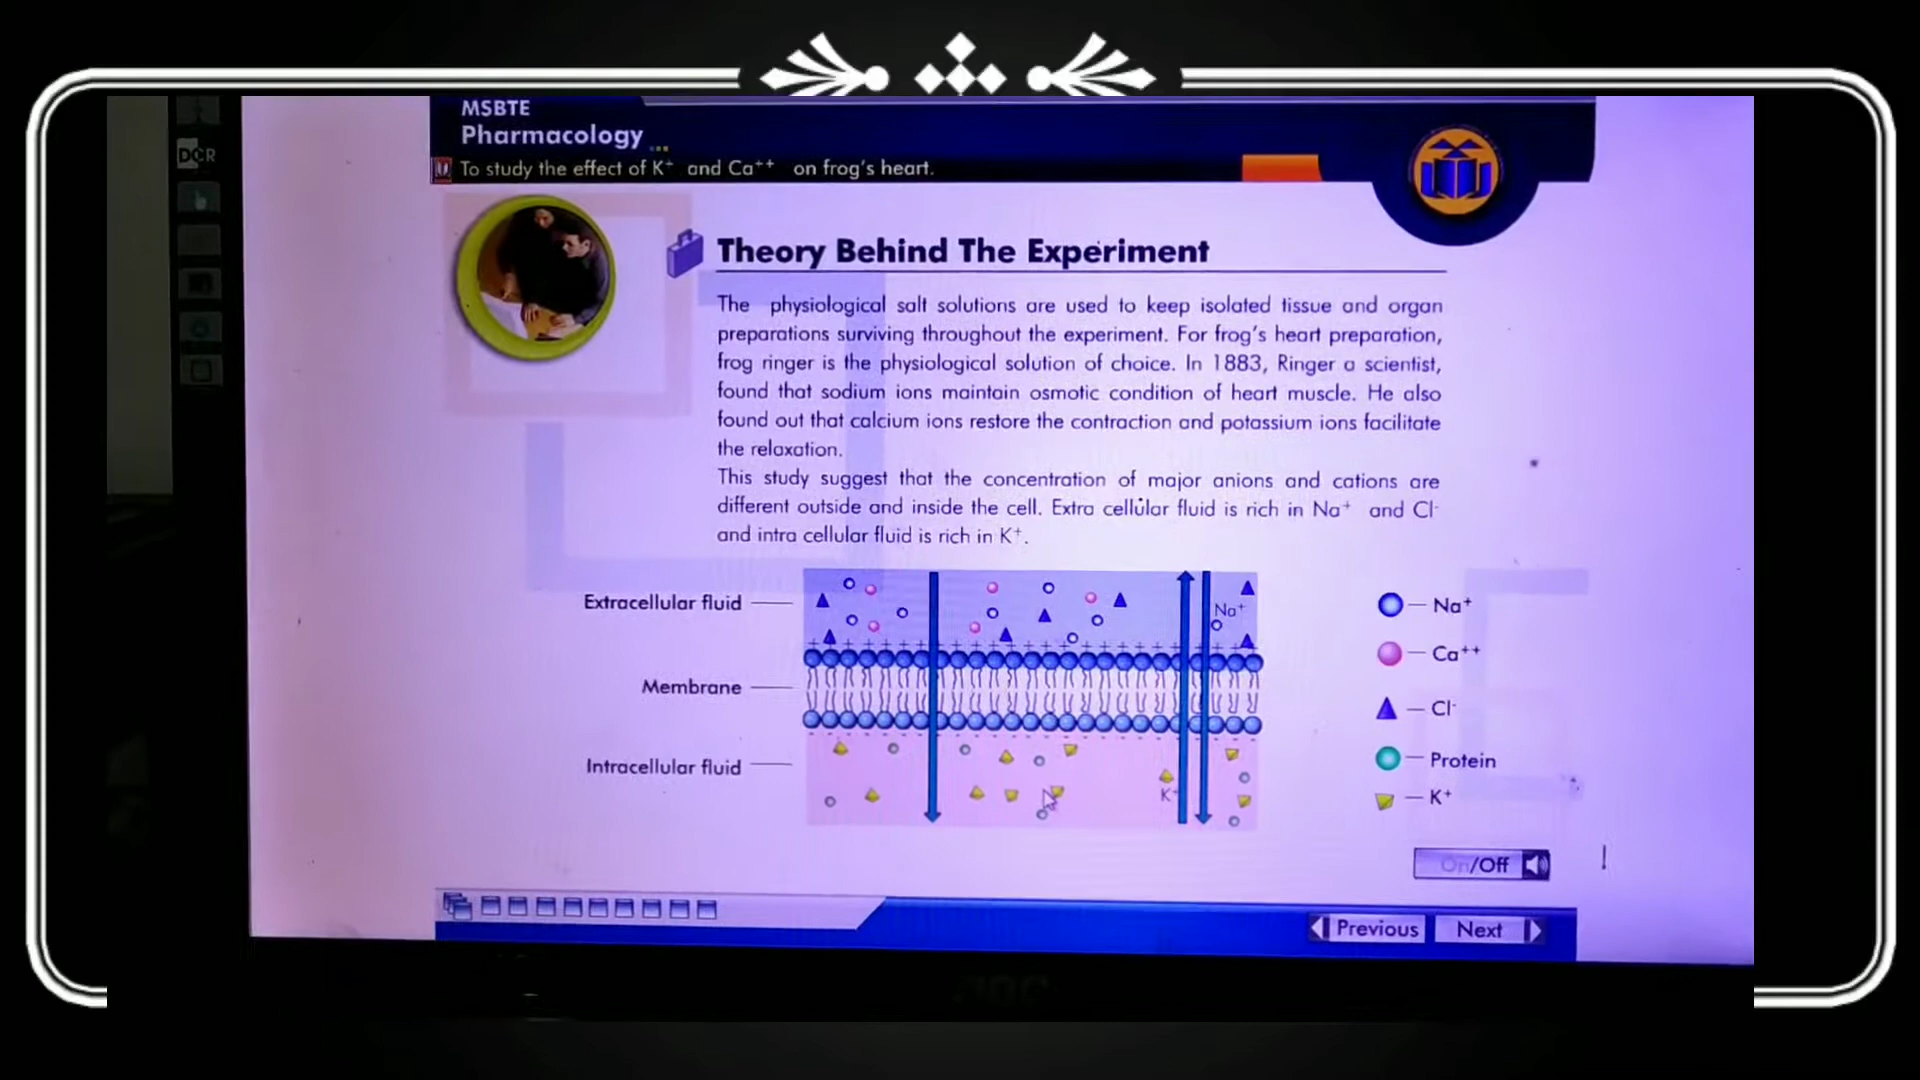 MSBTE
Pharmacology
DCR
To study the effect of K⁺ and Ca⁺⁺ on frog's heart.
Theory Behind The Experiment
The physiological salt solutions are used to keep isolated tissue and organ
preparations surviving throughout the experiment. For frog's heart preparation,
frog ringer is the physiological solution of choice. In 1883, Ringer a scientist,
found that sodium ions maintain osmotic condition of heart muscle. He also
found out that calcium ions restore the contraction and potassium ions facilitate
the relaxation.
This study suggest that the concentration of major anions and cations are
different outside and inside the cell. Extra cellular fluid is rich in Na⁺ and Cl⁻
and intra cellular fluid is rich in K⁺.
Extracellular fluid
Na⁺
Membrane
Intracellular fluid
K⁺
Na⁺
Ca⁺⁺
Cl⁻
Protein
K⁺
On/Off
Previous
Next
AOC